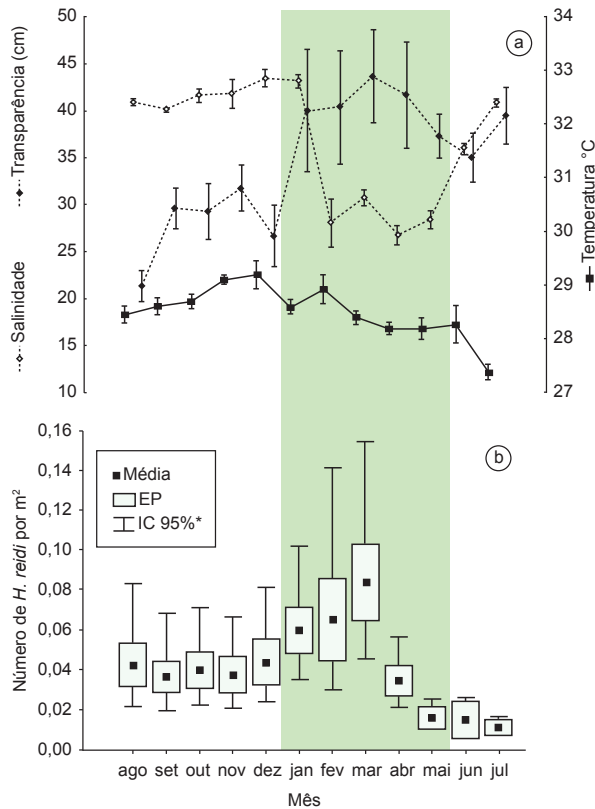 Transparência (cm)
Salinidade
50
45
40
35
30
25
20
15
10
a
34
33
32
31
30
29
28
27
Temperatura °C
b
Número de H. reidi por m²
0,16
0,14
0,12
0,10
0,08
0,06
0,04
0,02
0,00
Média
EP
IC 95%*
ago set out nov dez jan fev mar abr mai jun jul
Mês